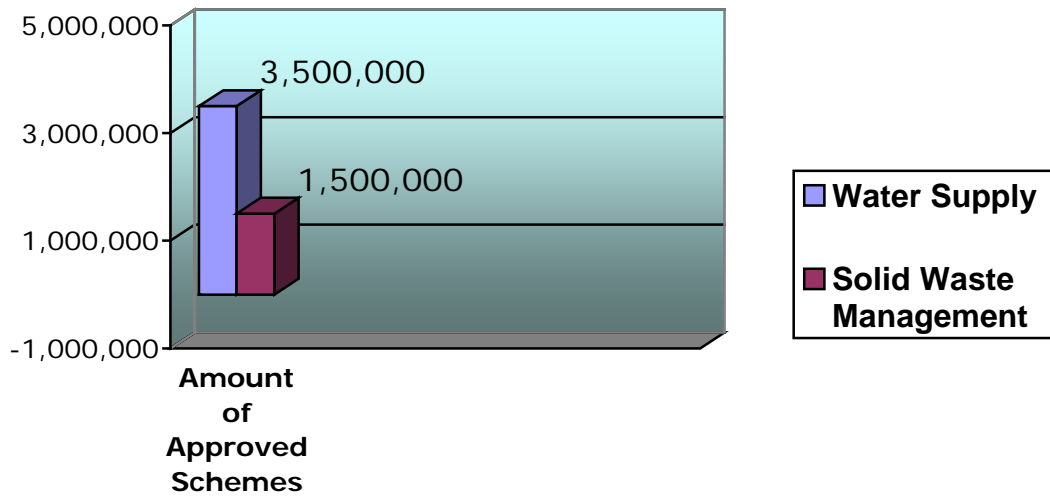 5,000,000
3,500,000
3,000,000
1,500,000
1,000,000
-1,000,000
Amount
of
Approved
Schemes
Water Supply
Solid Waste
Management